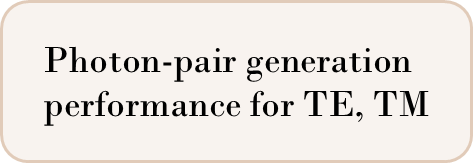 Photon-pair generation
performance for TE, TM